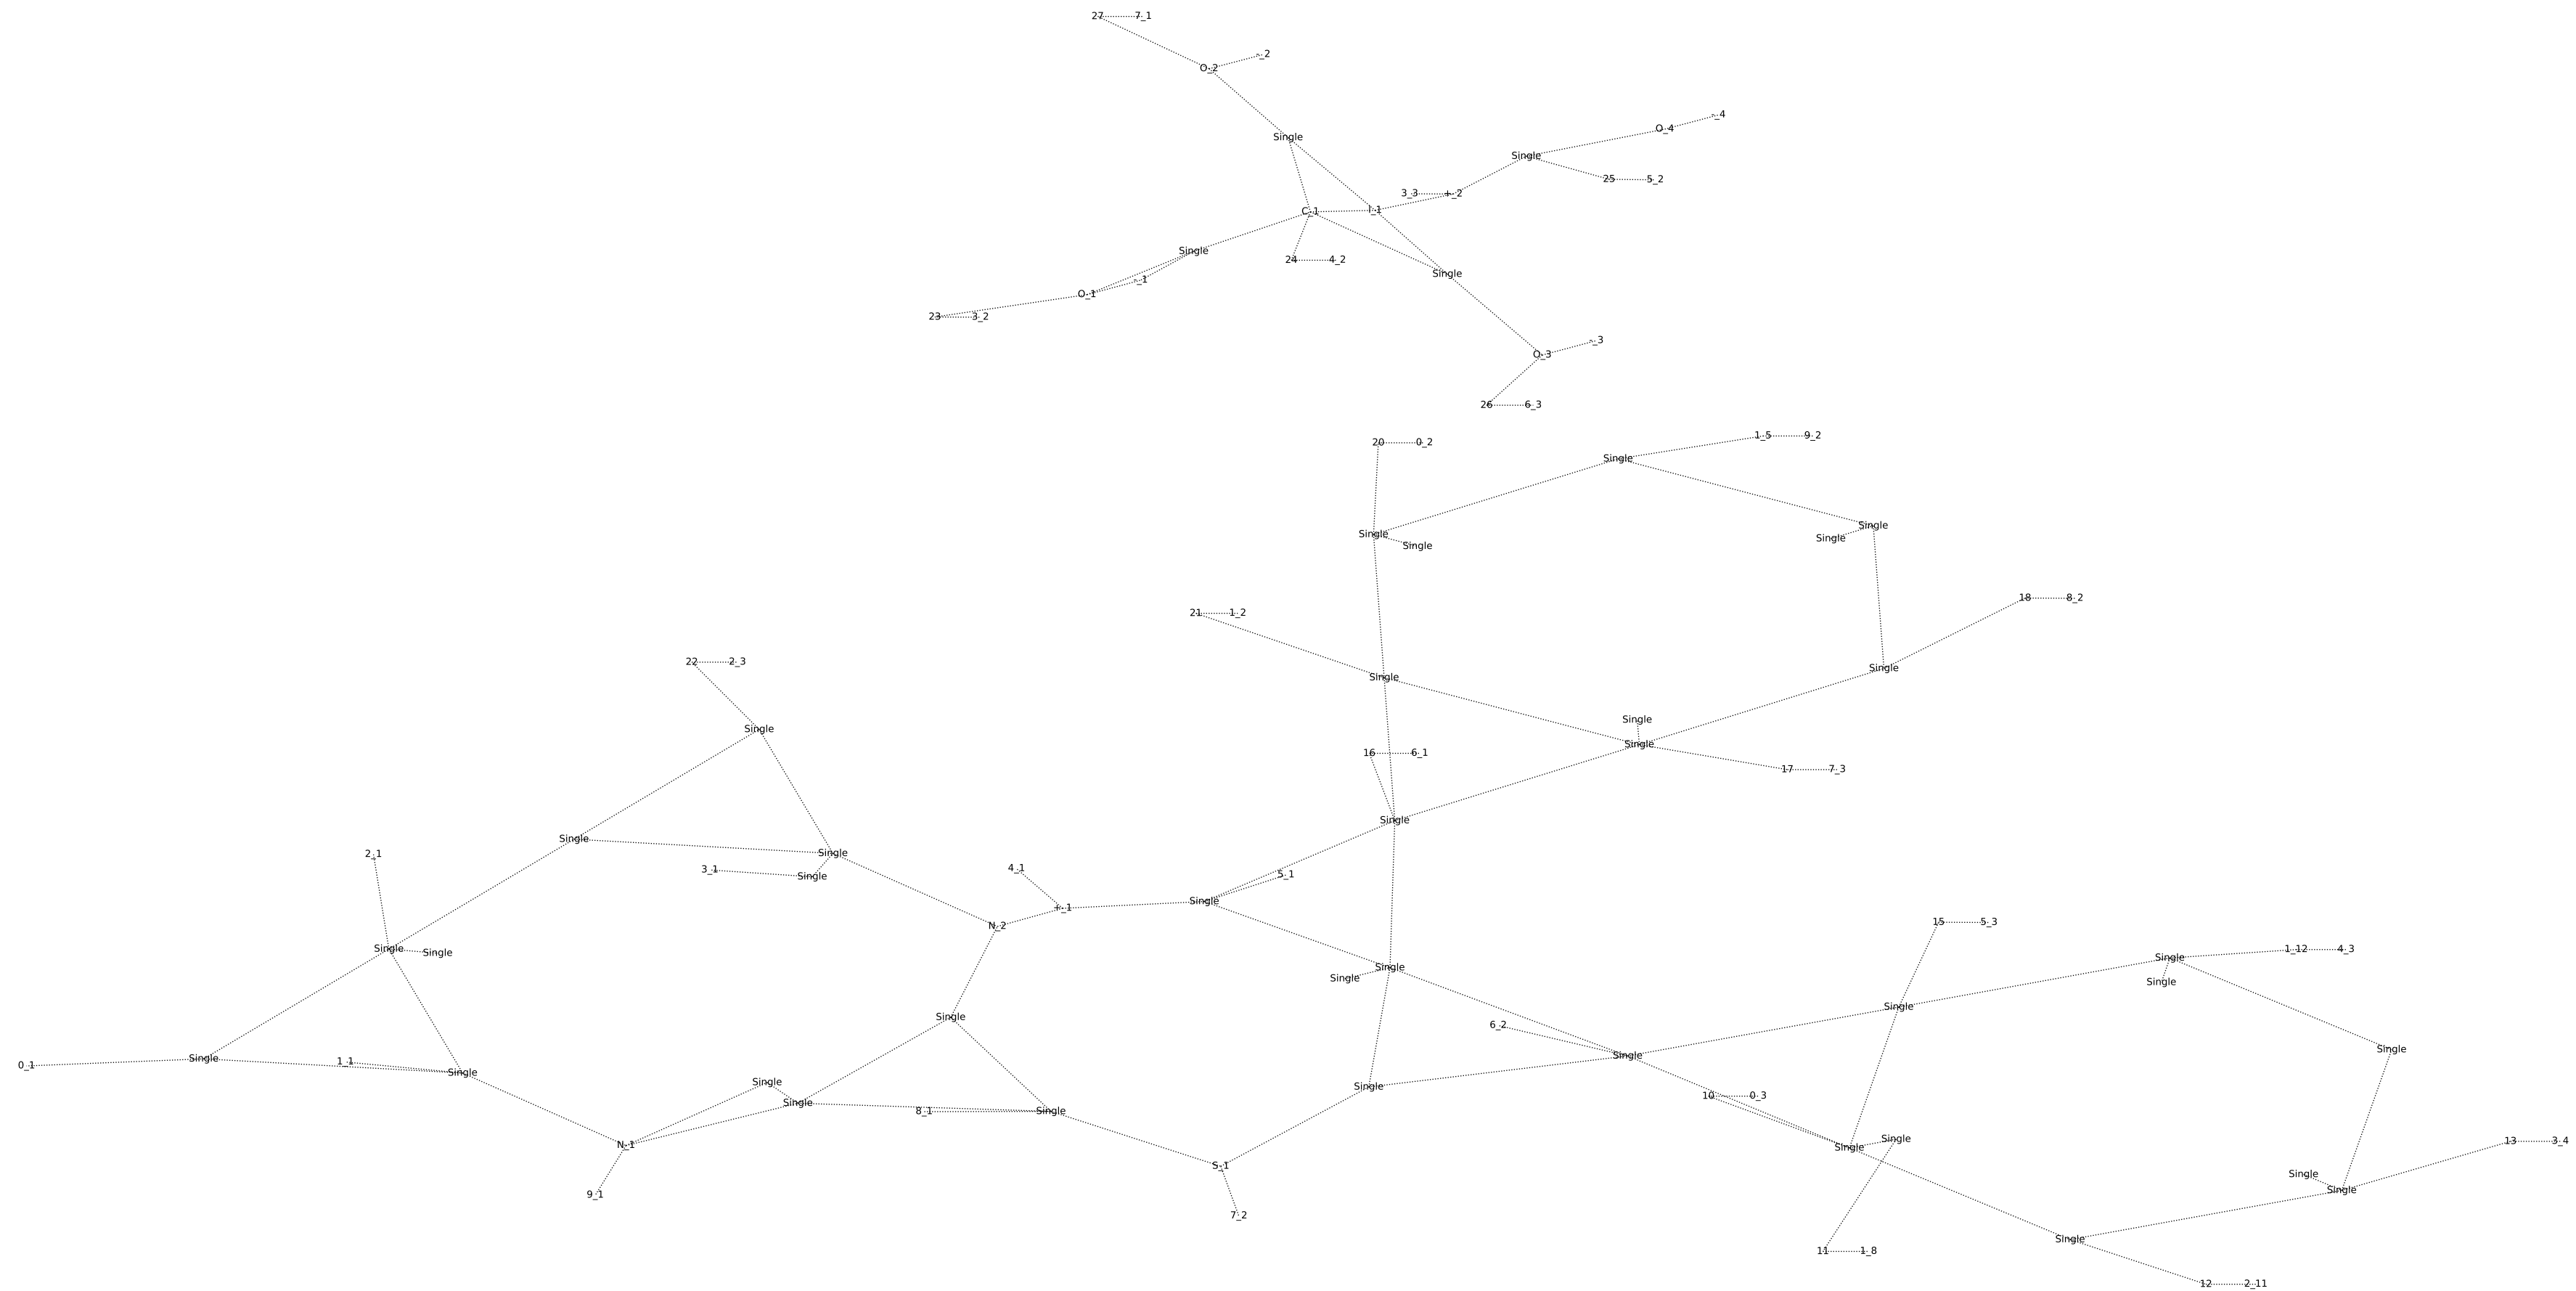 27 7_1
-_2
O_2
-_4
O_4
Single
Single
25 5_2
3_3 +_2
C_1 I_1
Single
24 4_2
Single
-_1
O_1
23 3_2
-_3
O_3
26 6_3
1_5 9_2
20 0_2
Single
Single
Single
Single
Single
18 8_2
21 1_2
22 2_3
Single
Single
Single
Single
Single
16 6_1
17 7_3
Single
Single
2_1
Single
3_1
Single
4_1
5_1
Single
+_1
N_2
15 5_3
Single
Single
1_12 4_3
Single
Single
Single
Single
Single
Single
6_2
Single
Single
Single
0_1
1_1
Single
Single
Single
Single
10 0_3
Single
8_1
Single
N_1
Single
Single
13 3_4
S_1
Single
Single
9_1
7_2
Single
11 1_8
12 2_11